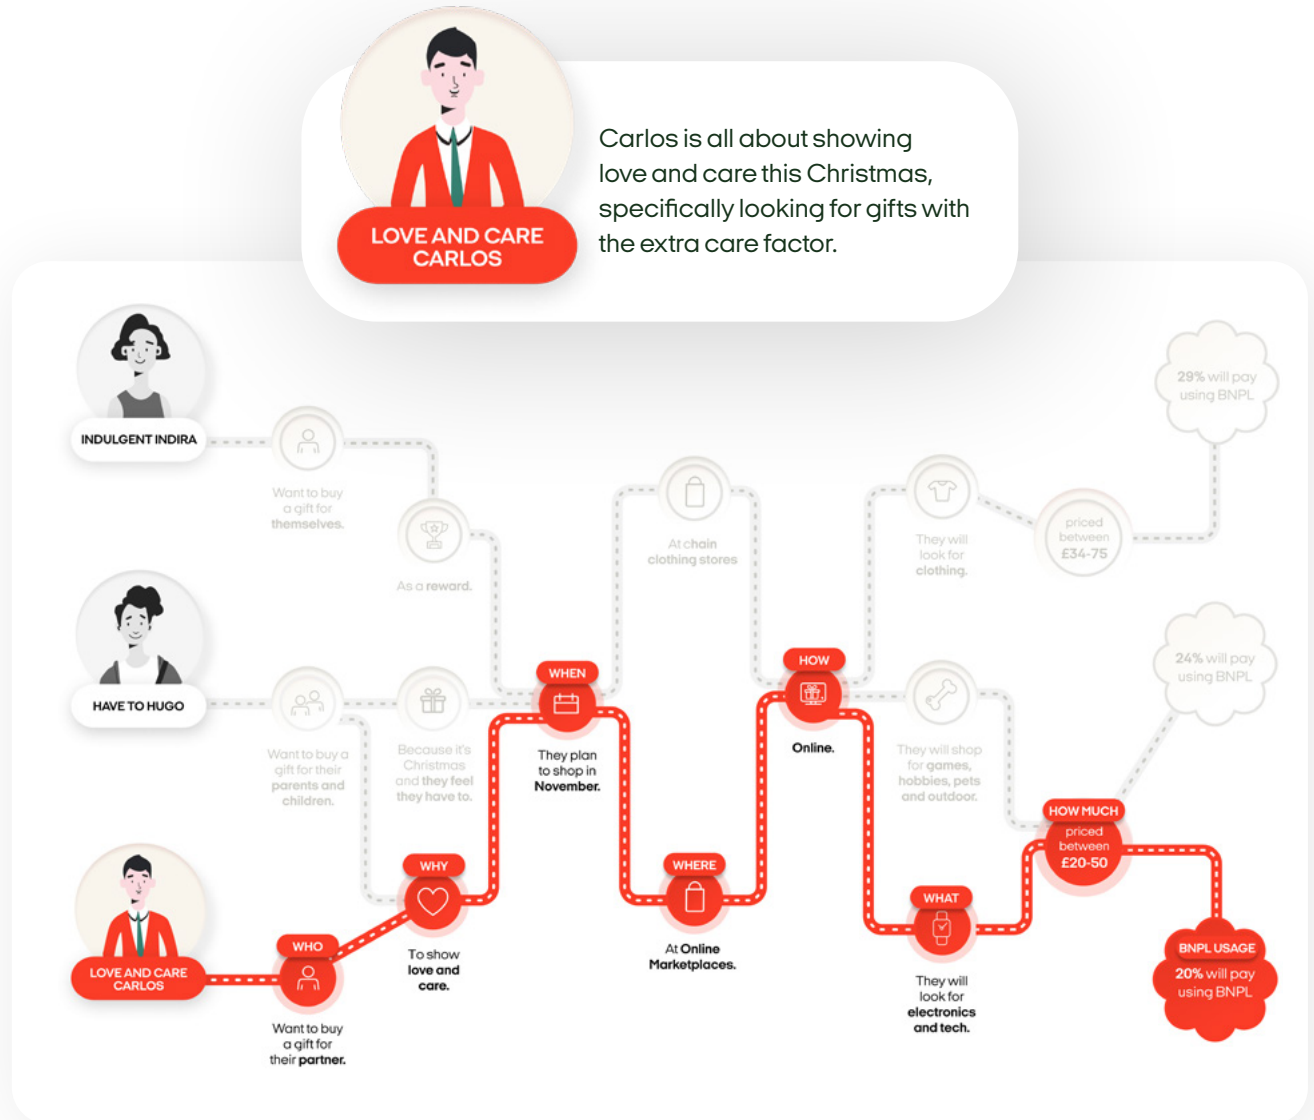 Carlos is all about showing
love and care this Christmas,
specifically looking for gifts with
the extra care factor.
LOVE AND CARE
CARLOS
INDULGENT INDIRA
Want to buy
a gift for
themselves.
As a reward.
At chain
clothing stores
They will
look for
clothing.
priced
between
£34-75
29% will pay
using BNPL
HAVE TO HUGO
Want to buy a
gift for their
parents and
children.
Because it's
Christmas
and they feel
they have to.
WHEN
They plan
to shop in
November.
HOW
Online.
They will shop
for games,
hobbies, pets
and outdoor.
24% will pay
using BNPL
HOW MUCH
priced
between
£20-50
LOVE AND CARE
CARLOS
WHO
Want to buy
a gift for
their partner.
WHY
To show
love and
care.
WHERE
At Online
Marketplaces.
WHAT
They will
look for
electronics
and tech.
BNPL USAGE
20% will pay
using BNPL